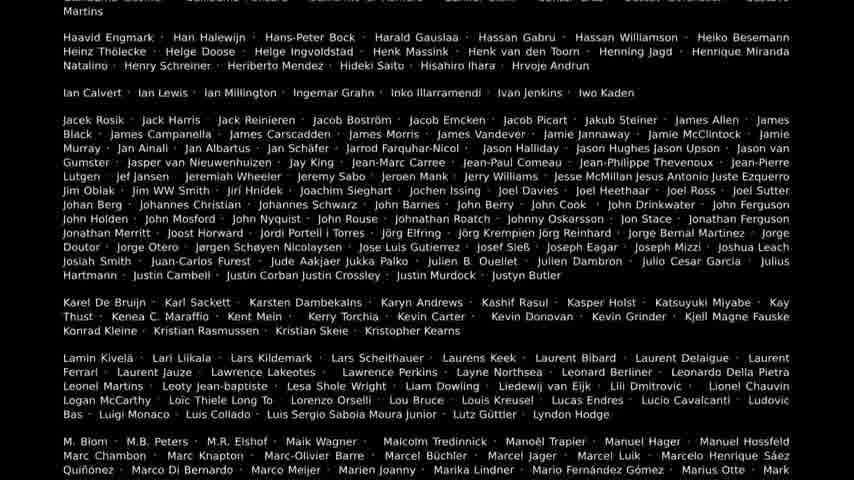 Martins
Haavid Engmark · Han Halewijn · Hans-Peter Bock · Harald Gauslaa · Hassan Gabru · Hassan Williamson · Heiko Besemann
Heinz Thölecke · Helge Doose · Helge Ingvoldstad · Henk Massink · Henk van den Toorn · Henning Jagd · Henrique Miranda
Natalino · Henry Schreiner · Heriberto Mendez · Hideki Saito · Hisahiro Ihara · Hrvoje Andrun
Ian Calvert · Ian Lewis · Ian Millington · Ingemar Grahn · Inko Illarramendi · Ivan Jenkins · Iwo Kaden
Jacek Rosik · Jack Harris · Jack Reinieren · Jacob Boström · Jacob Emcken · Jacob Picart · Jakub Steiner · James Allen · James
Black · James Campanella · James Carscadden · James Morris · James Vandever · Jamie Jannaway · Jamie McClintock · Jamie
Murray · Jan Ainali · Jan Albartus · Jan Schäfer · Jarrod Farquhar-Nicol · Jason Halliday · Jason Hughes Jason Upson · Jason van
Gumster · Jasper van Nieuwenhuizen · Jay King · Jean-Marc Carree · Jean-Paul Comeau · Jean-Philippe Thevenoux · Jean-Pierre
Lutgen · Jef Jansen · Jeremiah Wheeler · Jeremy Sabo · Jeroen Mank · Jerry Williams · Jesse McMillan Jesus Antonio Juste Ezquerro
Jim Oblak · Jim WW Smith · Jirí Hnídek · Joachim Sieghart · Jochen Issing · Joel Davies · Joel Heethaar · Joel Ross · Joel Sutter
Johan Berg · Johannes Christian · Johannes Schwarz · John Barnes · John Berry · John Cook · John Drinkwater · John Ferguson
John Holden · John Mosford · John Nyquist · John Rouse · Johnathan Roatch · Johnny Oskarsson · Jon Stace · Jonathan Ferguson
Jonathan Merritt · Joost Horward · Jordi Portell i Torres · Jörg Elfring · Jörg Krempien Jörg Reinhard · Jorge Bernal Martinez · Jorge
Doutor · Jorge Otero · Jørgen Schøyen Nicolaysen · Jose Luis Gutierrez · Josef Sieß · Joseph Eagar · Joseph Mizzi · Joshua Leach
Josiah Smith · Juan-Carlos Furest · Jude Aakjaer Jukka Palko · Julien B. Ouellet · Julien Dambron · Julio Cesar Garcia · Julius
Hartmann · Justin Cambell · Justin Corban Justin Crossley · Justin Murdock · Justyn Butler
Karel De Bruijn · Karl Sackett · Karsten Dambekalns · Karyn Andrews · Kashif Rasul · Kasper Holst · Katsuyuki Miyabe · Kay
Thust · Kenea C. Maraffio · Kent Mein · Kerry Torchia · Kevin Carter · Kevin Donovan · Kevin Grinder · Kjell Magne Fauske
Konrad Kleine · Kristian Rasmussen · Kristian Skeie · Kristopher Kearns
Lamin Kivelä · Lari Liikala · Lars Kildemark · Lars Scheithauer · Laurens Keek · Laurent Bibard · Laurent Delaigue · Laurent
Ferrari · Laurent Jauze · Lawrence Lakeotes · Lawrence Perkins · Layne Northsea · Leonard Berliner · Leonardo Della Pietra
Leonel Martins · Leoty Jean-baptiste · Lesa Shole Wright · Liam Dowling · Liedewij van Eijk · Lili Dmitrovic · Lionel Chauvin
Logan McCarthy · Loïc Thiele Long To · Lorenzo Orselli · Lou Bruce · Louis Kreusel · Lucas Endres · Lucio Cavalcanti · Ludovic
Bas · Luigi Monaco · Luis Collado · Luis Sergio Saboia Moura Junior · Lutz Güttler · Lyndon Hodge
M. Blom · M.B. Peters · M.R. Elshof · Maik Wagner · Malcolm Tredinnick · Manoël Trapier · Manuel Hager · Manuel Hossfeld
Marc Chambon · Marc Knapton · Marc-Olivier Barre · Marcel Büchler · Marcel Jager · Marcel Luik · Marcelo Henrique Sáez
Quiñónez · Marco Di Bernardo · Marco Meijer · Marien Joanny · Marika Lindner · Mario Fernández Gómez · Marius Otte · Mark